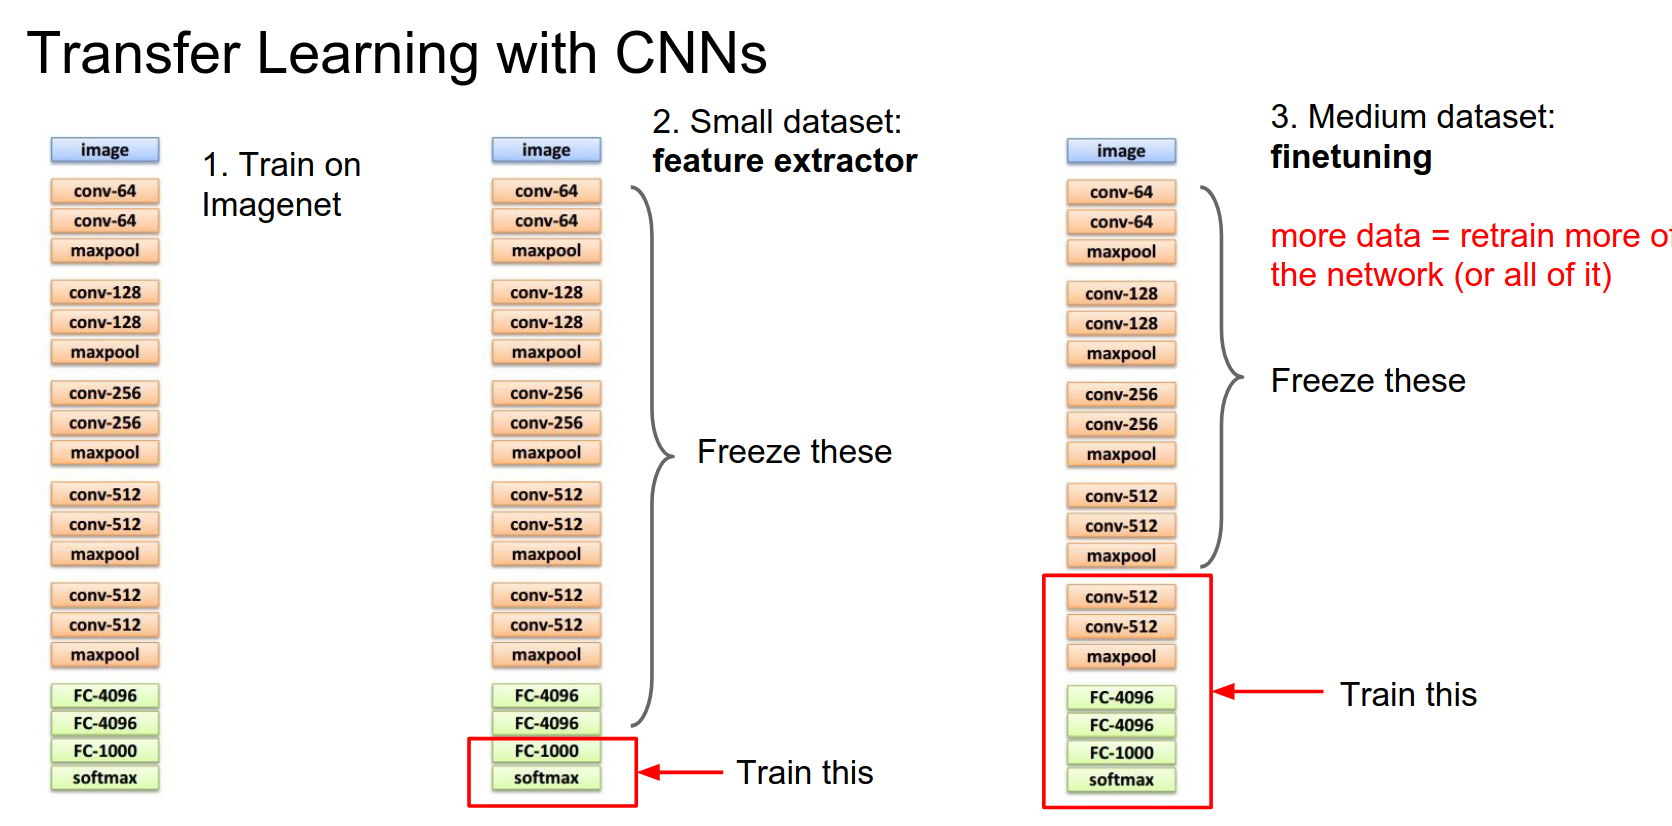 Transfer Learning with CNNs
1. Train on
Imagenet
image
conv-64
conv-64
maxpool
conv-128
conv-128
maxpool
conv-256
conv-256
maxpool
conv-512
conv-512
maxpool
conv-512
conv-512
maxpool
FC-4096
FC-4096
FC-1000
softmax
2. Small dataset:
feature extractor
image
conv-64
conv-64
maxpool
conv-128
conv-128
maxpool
conv-256
conv-256
maxpool
conv-512
conv-512
maxpool
conv-512
conv-512
maxpool
FC-4096
FC-4096
FC-1000
softmax
Freeze these
Train this
3. Medium dataset:
finetuning
more data = retrain more of
the network (or all of it)
image
conv-64
conv-64
maxpool
conv-128
conv-128
maxpool
conv-256
conv-256
maxpool
conv-512
conv-512
maxpool
conv-512
conv-512
maxpool
FC-4096
FC-4096
FC-1000
softmax
Freeze these
Train this